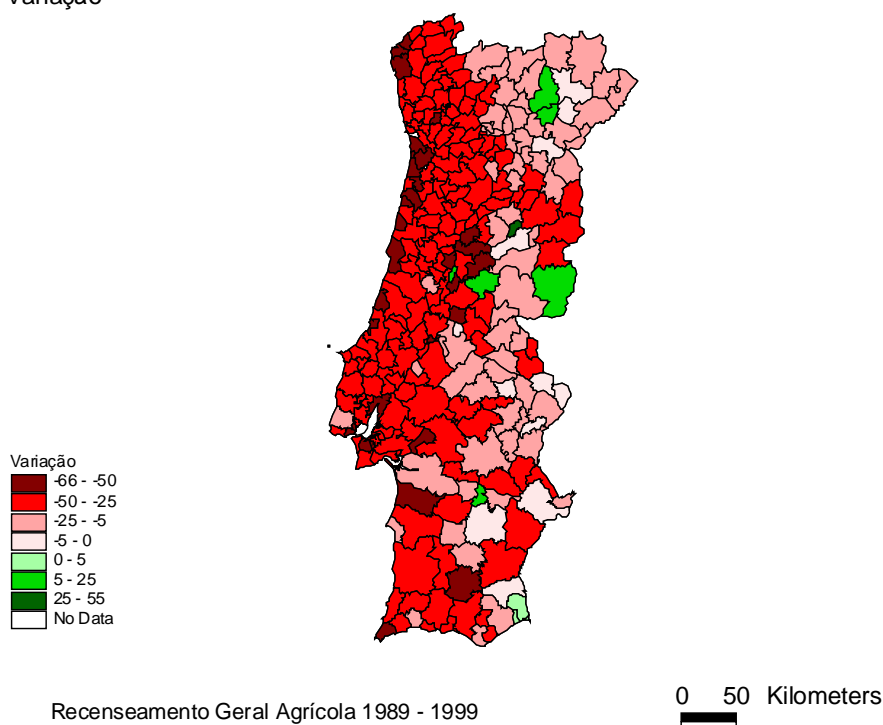 Variação
Variação
-66 - -50
-50 - -25
-25 - -5
-5 - 0
0 - 5
5 - 25
25 - 55
No Data
0 50 Kilometers
Recenseamento Geral Agrícola 1989 - 1999